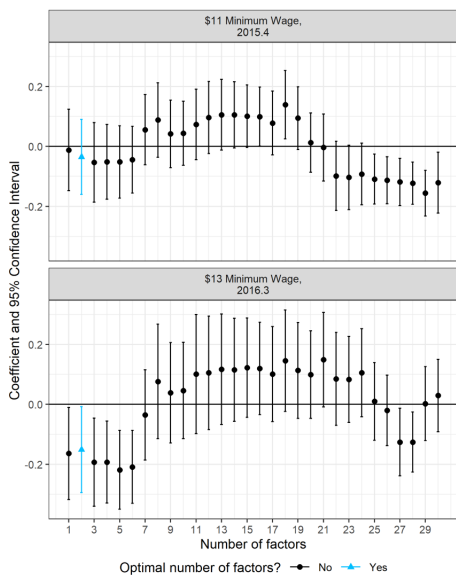 $11 Minimum Wage,
2015.4
0.2
0.0
-0.2
$13 Minimum Wage,
2016.3
0.2
0.0
-0.2
Coefficient and 95% Confidence Interval
1 3 5 7 9 11 13 15 17 19 21 23 25 27 29
Number of factors
Optimal number of factors? No Yes